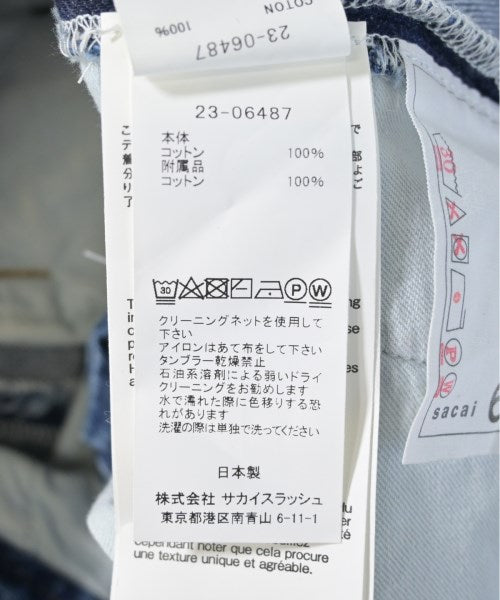 COTTON 100%
23-06487
23-06487
本体
コットン 100%
附属品
コットン 100%
30
P W
クリーニングネットを使用して
下さい
アイロンはあて布をして下さい
タンブラー乾燥禁止
石油系溶剤による弱いドライ
クリーニングをお勧めします
水で濡れた際に色移りする恐
れがあります
洗濯の際は単独で洗ってください
日本製
株式会社 サカイスラッシュ
東京都港区南青山 6-11-1
cependant noter que cela procure
une texture unique et agréable.
30
P
W
sacai